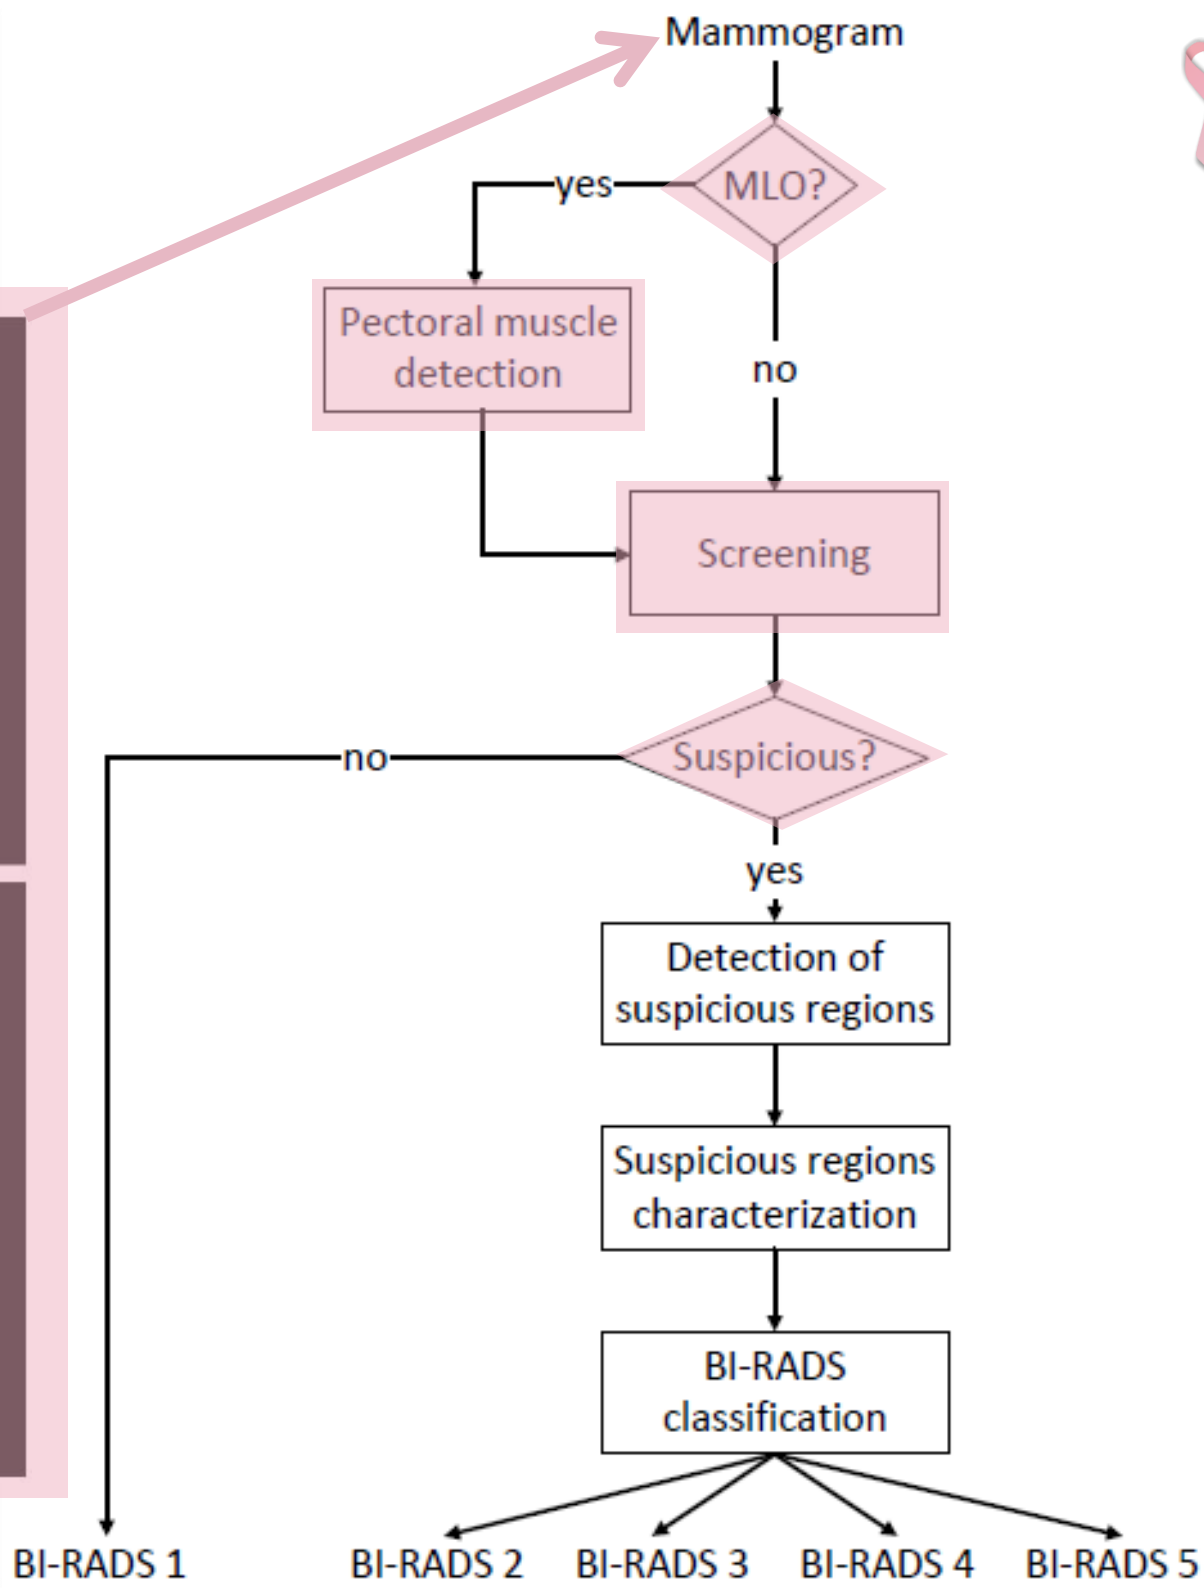 Mammogram
MLO?
yes
Pectoral muscle
detection
no
Screening
Suspicious?
no
yes
Detection of
suspicious regions
Suspicious regions
characterization
BI-RADS
classification
BI-RADS 1
BI-RADS 2
BI-RADS 3
BI-RADS 4
BI-RADS 5